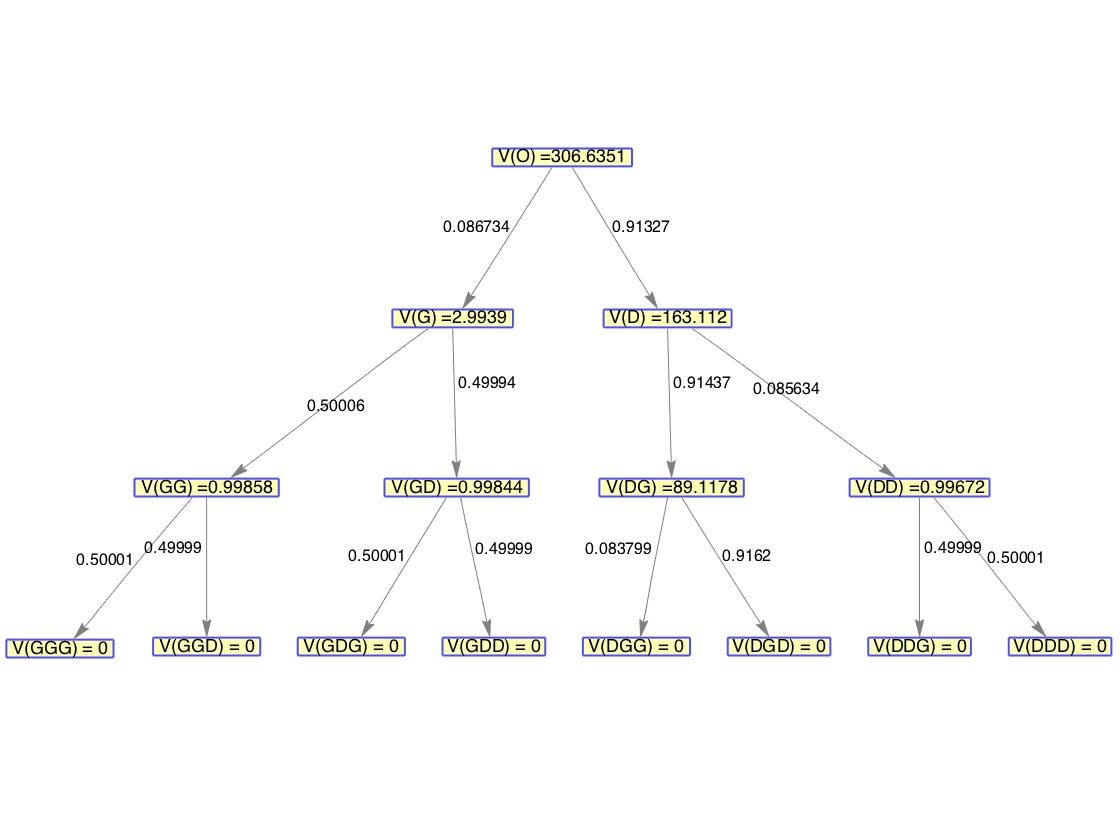 V(O) =306.6351
0.086734
0.91327
V(G) =2.9939
V(D) =163.112
0.50006
0.49994
0.91437
0.085634
V(GG) =0.99858
V(GD) =0.99844
V(DG) =89.1178
V(DD) =0.99672
0.50001
0.49999
0.50001
0.49999
0.083799
0.9162
0.49999
0.50001
V(GGG) = 0
V(GGD) = 0
V(GDG) = 0
V(GDD) = 0
V(DGG) = 0
V(DGD) = 0
V(DDG) = 0
V(DDD) = 0